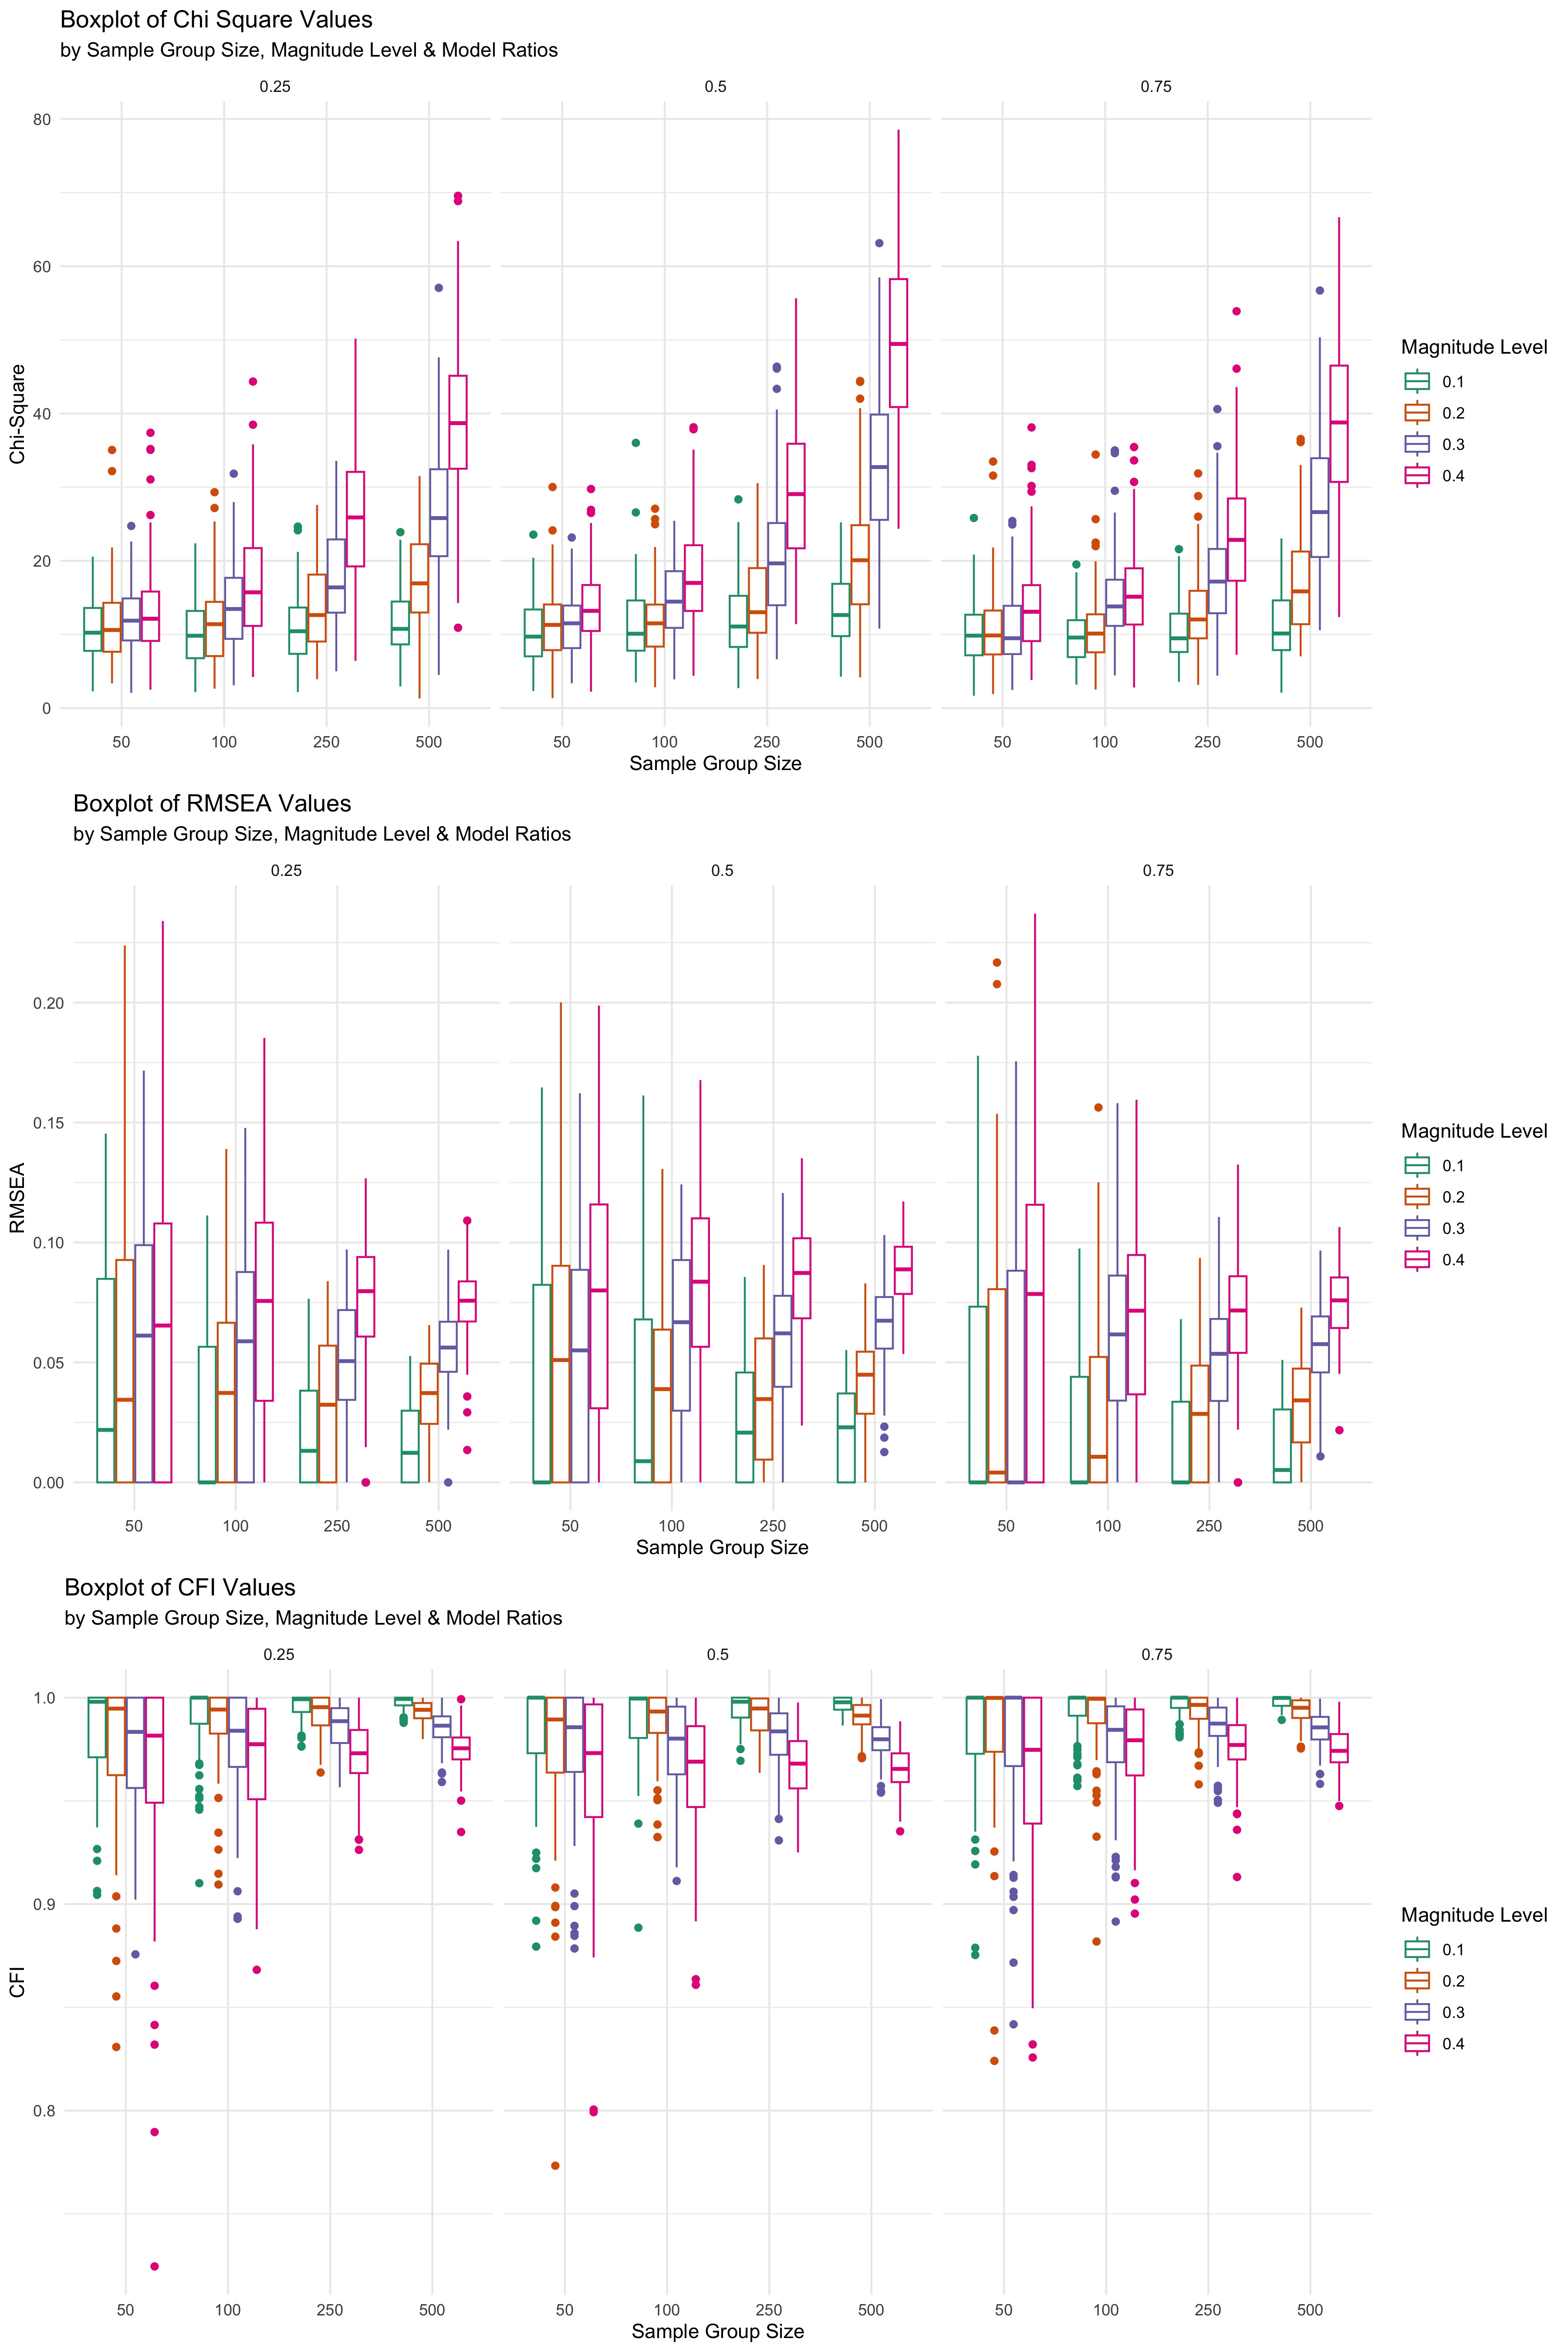 Boxplot of Chi Square Values
by Sample Group Size, Magnitude Level & Model Ratios
0.25 0.5 0.75
80
60
40
20
0
Chi-Square
50 100 250 500 50 100 250 500 50 100 250 500
Sample Group Size
Magnitude Level
0.1
0.2
0.3
0.4
Boxplot of RMSEA Values
by Sample Group Size, Magnitude Level & Model Ratios
0.25 0.5 0.75
0.20
0.15
0.10
0.05
0.00
RMSEA
50 100 250 500 50 100 250 500 50 100 250 500
Sample Group Size
Magnitude Level
0.1
0.2
0.3
0.4
Boxplot of CFI Values
by Sample Group Size, Magnitude Level & Model Ratios
0.25 0.5 0.75
1.0
0.9
0.8
CFI
50 100 250 500 50 100 250 500 50 100 250 500
Sample Group Size
Magnitude Level
0.1
0.2
0.3
0.4